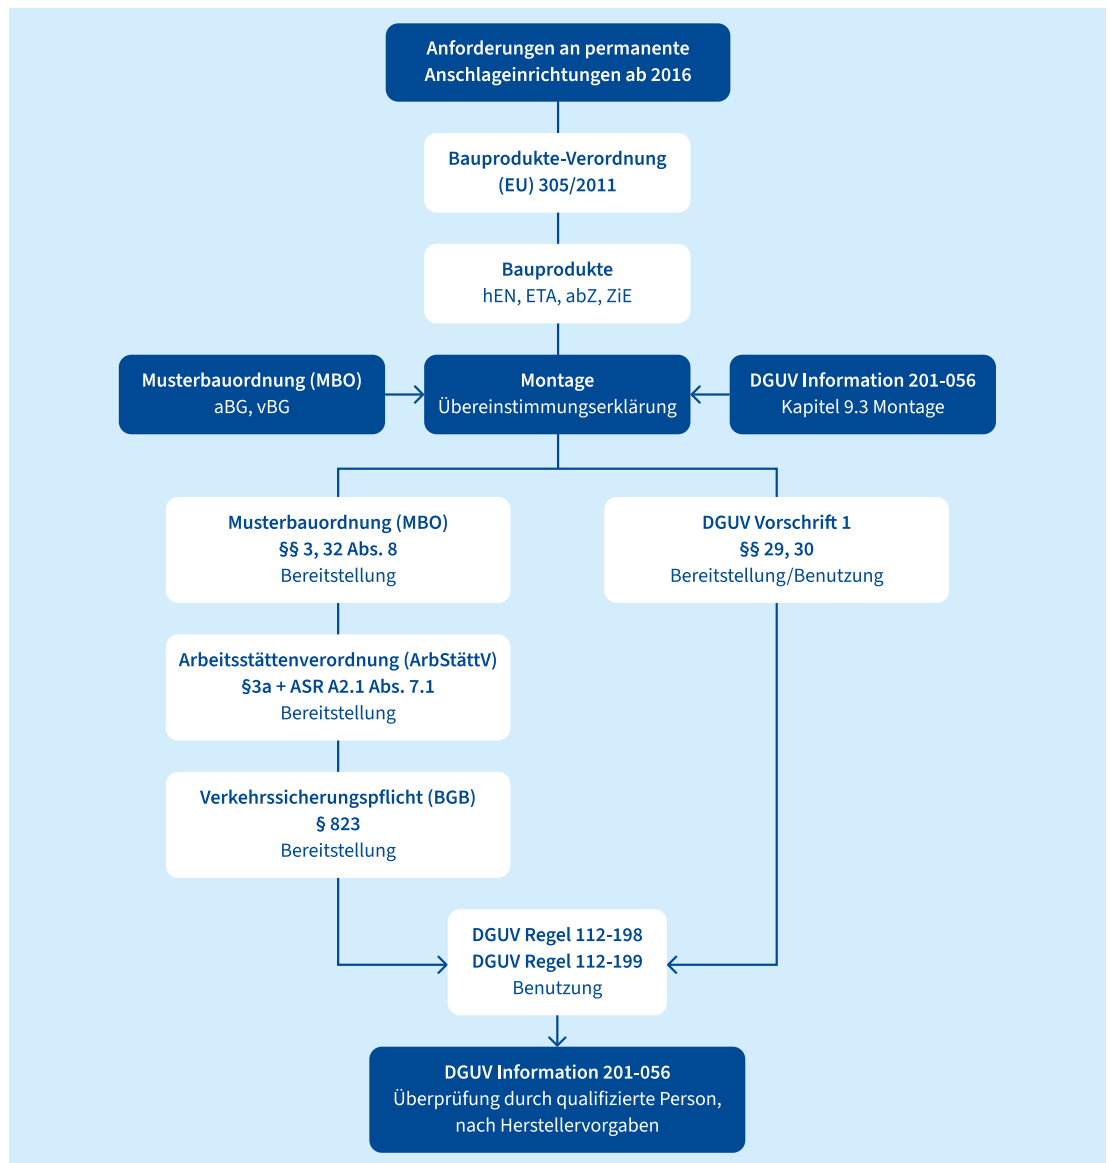 Anforderungen an permanente
Anschlageinrichtungen ab 2016
Bauprodukte-Verordnung
(EU) 305/2011
Bauprodukte
hEN, ETA, abZ, ZiE
Musterbauordnung (MBO)
aBG, vBG
Montage
Übereinstimmungserklärung
DGUV Information 201-056
Kapitel 9.3 Montage
Musterbauordnung (MBO)
§§ 3, 32 Abs. 8
Bereitstellung
DGUV Vorschrift 1
§§ 29, 30
Bereitstellung/Benutzung
Arbeitsstättenverordnung (ArbStättV)
§3a + ASR A2.1 Abs. 7.1
Bereitstellung
Verkehrssicherungspflicht (BGB)
§ 823
Bereitstellung
DGUV Regel 112-198
DGUV Regel 112-199
Benutzung
DGUV Information 201-056
Überprüfung durch qualifizierte Person,
nach Herstellervorgaben